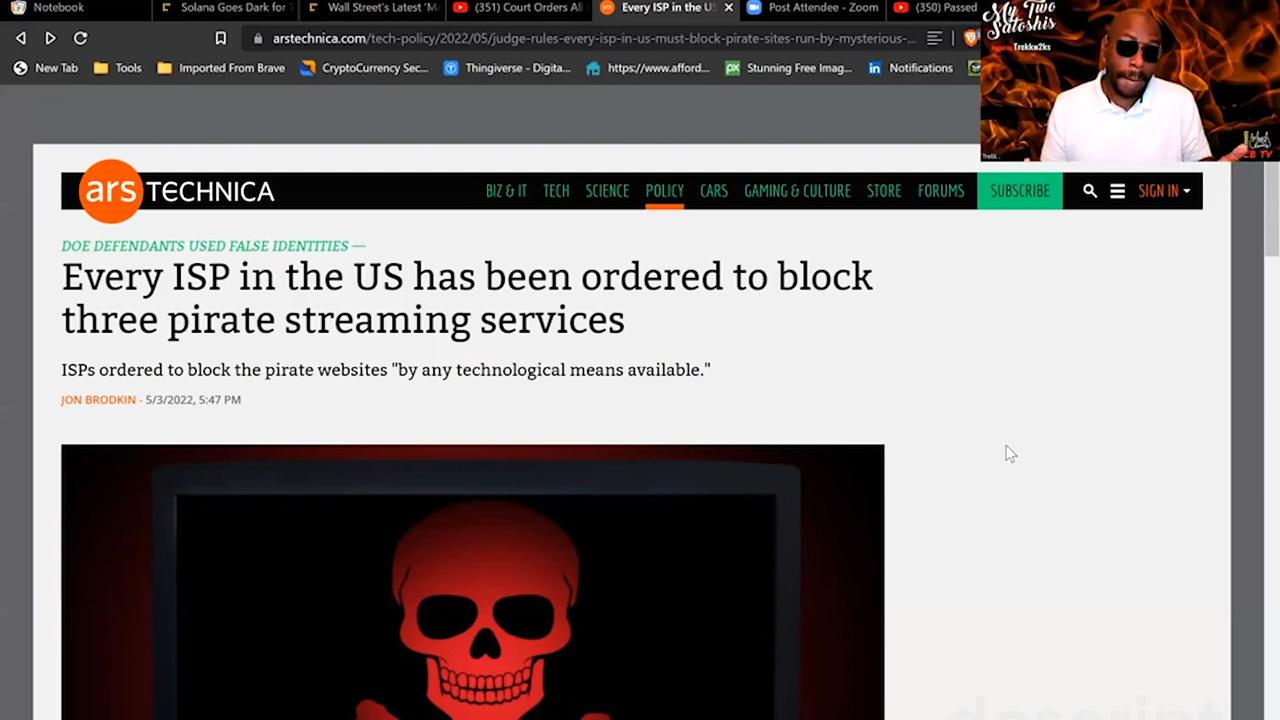 Notebook
Solana Goes Dark for 7
Wall Street's Latest 'M
(351) Court Orders All
Every ISP in the US
Post Attendee - Zoom
(350) Passed
arstechnica.com/tech-policy/2022/05/judge-rules-every-isp-in-us-must-block-pirate-sites-run-by-mysterious-...
New Tab
Tools
Imported From Brave
CryptoCurrency Sec...
Thingiverse - Digita...
https://www.afford...
Stunning Free Imag...
Notifications
My Two
Satoshis
Trekkw2ks
Trekk
TV
ars TECHNICA
BIZ & IT TECH SCIENCE POLICY CARS GAMING & CULTURE STORE FORUMS SUBSCRIBE SIGN IN
DOE DEFENDANTS USED FALSE IDENTITIES —
Every ISP in the US has been ordered to block
three pirate streaming services
ISPs ordered to block the pirate websites "by any technological means available."
JON BRODKIN - 5/3/2022, 5:47 PM
descript